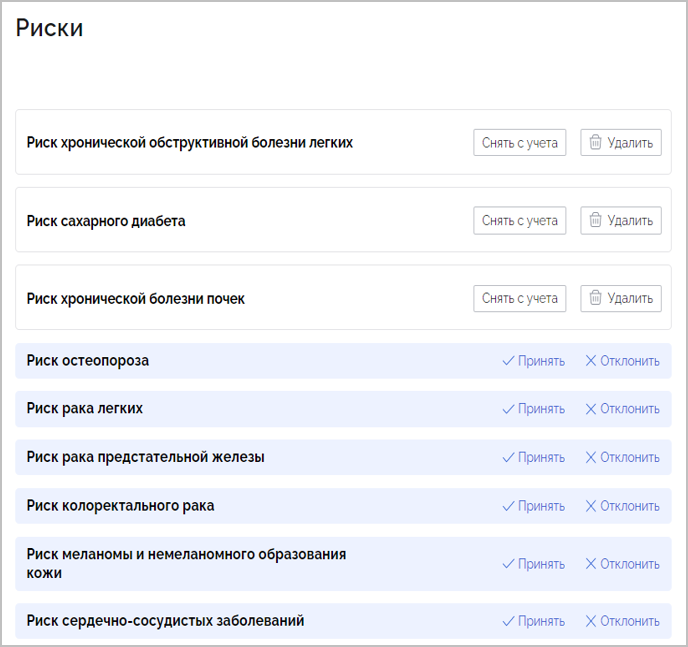 Риски
Риск хронической обструктивной болезни легких Снять с учета Удалить
Риск сахарного диабета Снять с учета Удалить
Риск хронической болезни почек Снять с учета Удалить
Риск остеопороза Принять Отклонить
Риск рака легких Принять Отклонить
Риск рака предстательной железы Принять Отклонить
Риск колоректального рака Принять Отклонить
Риск меланомы и немеланомного образования
кожи Принять Отклонить
Риск сердечно-сосудистых заболеваний Принять Отклонить